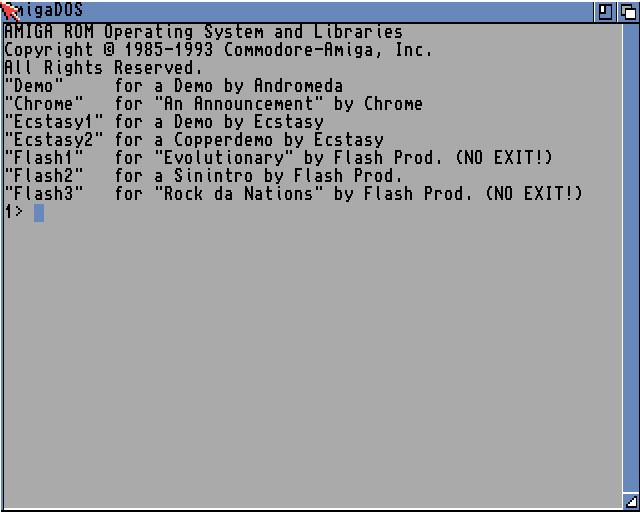 AmigaDOS
AMIGA ROM Operating System and Libraries
Copyright © 1985-1993 Commodore-Amiga, Inc.
All Rights Reserved.
"Demo"     for a Demo by Andromeda
"Chrome"   for "An Announcement" by Chrome
"Ecstasy1" for a Demo by Ecstasy
"Ecstasy2" for a Copperdemo by Ecstasy
"Flash1"   for "Evolutionary" by Flash Prod. (NO EXIT!)
"Flash2"   for a Sinintro by Flash Prod.
"Flash3"   for "Rock da Nations" by Flash Prod. (NO EXIT!)
1>